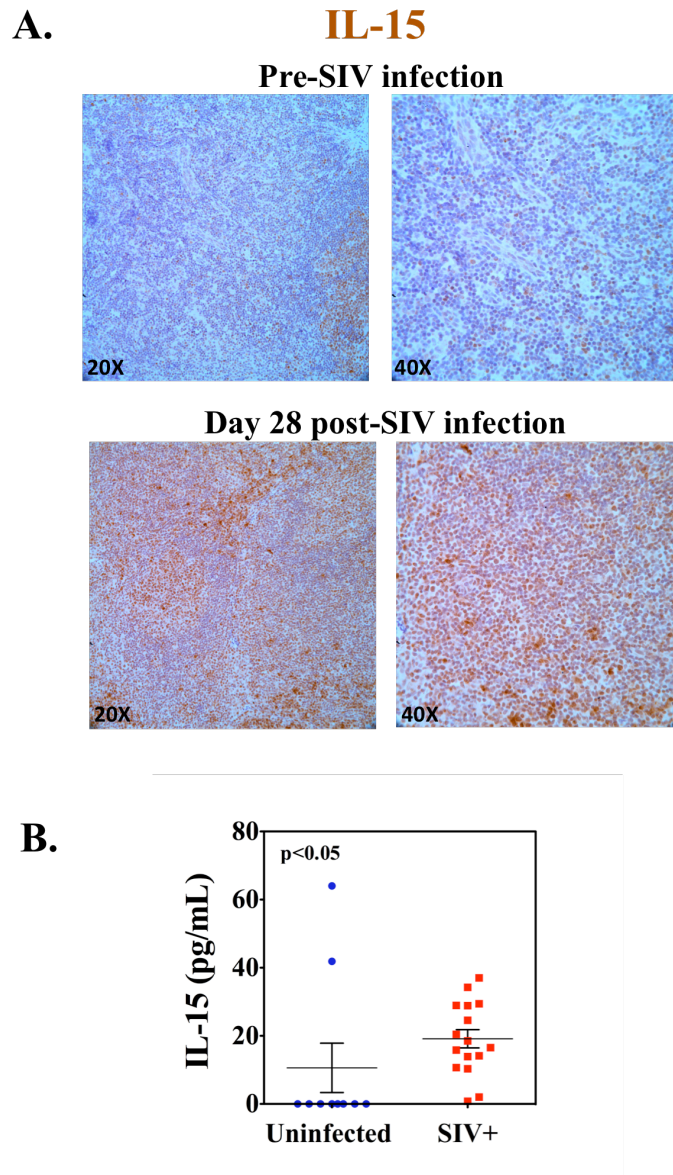 A.
IL-15
Pre-SIV infection
20X
40X
Day 28 post-SIV infection
20X
40X
B.
80
60
40
20
0
IL-15 (pg/mL)
p<0.05
Uninfected
SIV+